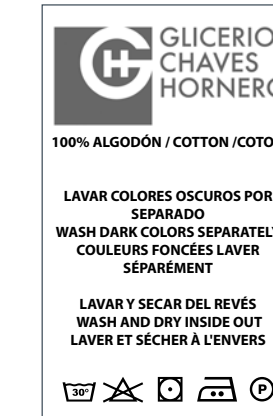 GLICERIO
CHAVES
HORNERO
100% ALGODÓN / COTTON /COTO
LAVAR COLORES OSCUROS POR
SEPARADO
WASH DARK COLORS SEPARATELY
COULEURS FONCÉES LAVER
SÉPARÉMENT
LAVAR Y SECAR DEL REVÉS
WASH AND DRY INSIDE OUT
LAVER ET SÉCHER À L'ENVERS
30° P